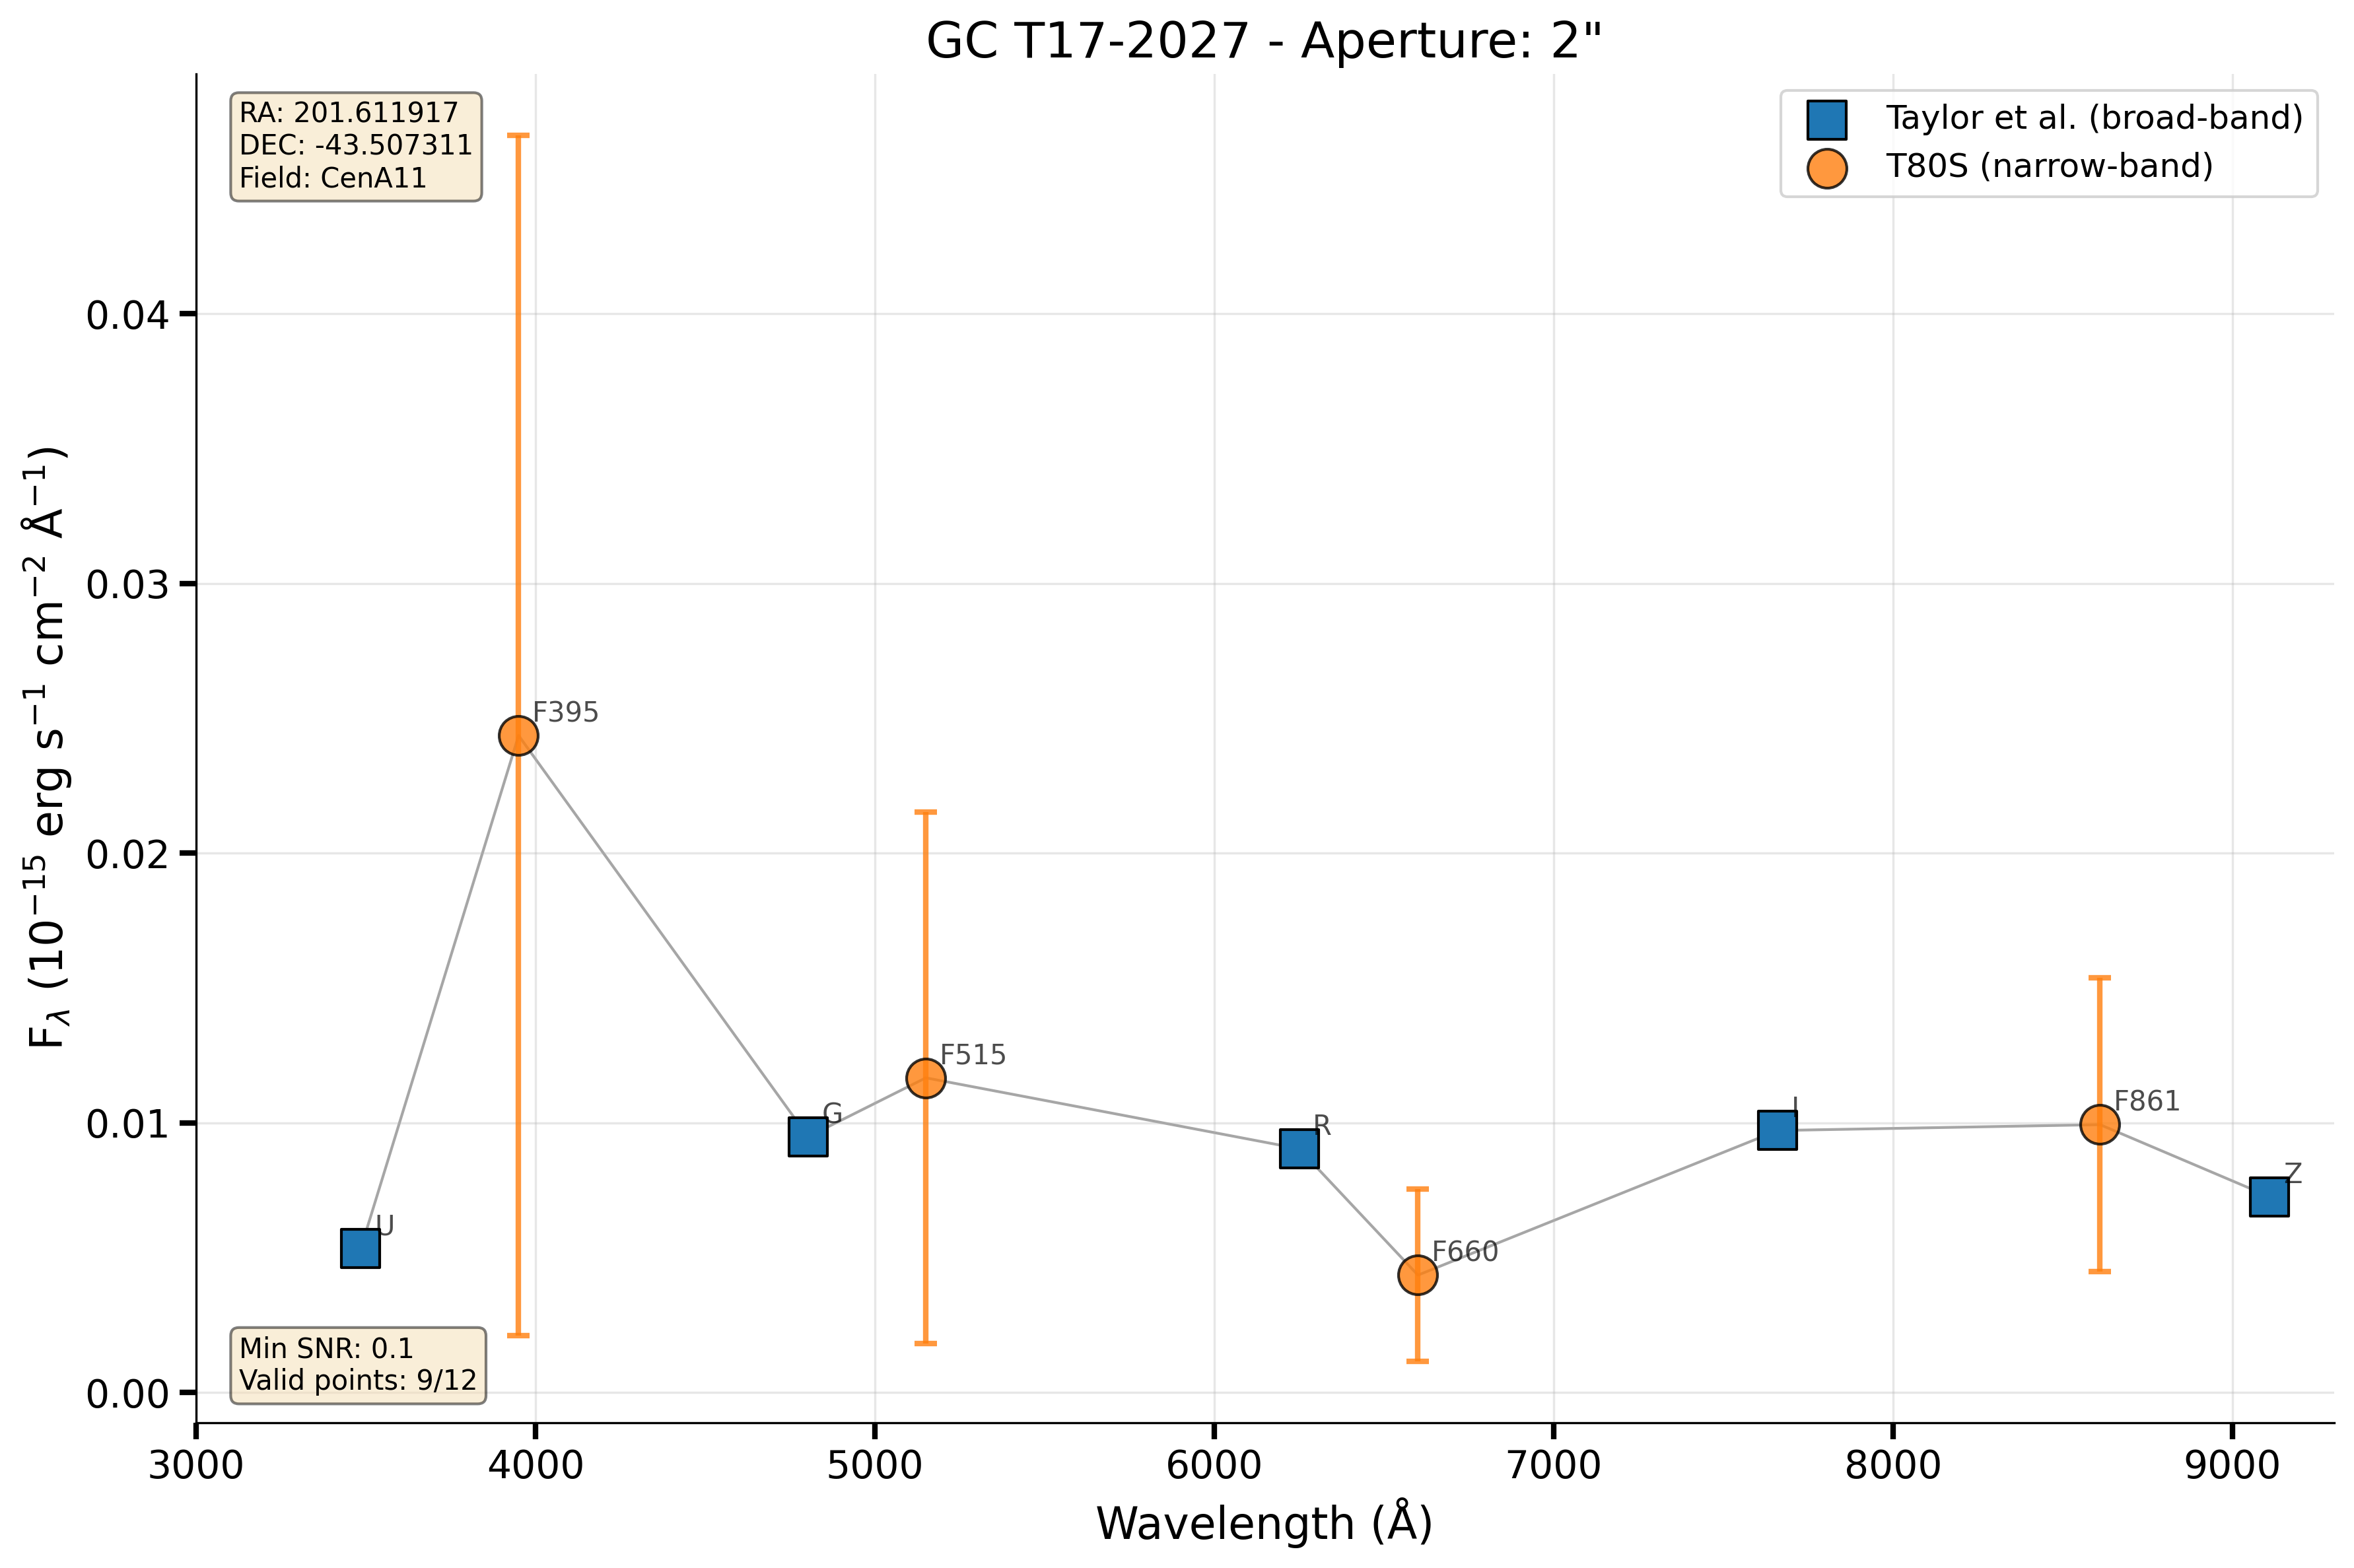 GC T17-2027 - Aperture: 2"
RA: 201.611917
DEC: -43.507311
Field: CenA11
Taylor et al. (broad-band)
T80S (narrow-band)
0.04
0.03
0.02
0.01
0.00
F395
G
F515
R
I
F861
Z
U
F660
Min SNR: 0.1
Valid points: 9/12
3000
4000
5000
6000
7000
8000
9000
Wavelength (Å)
Fλ (10⁻¹⁵ erg s⁻¹ cm⁻² Å⁻¹)